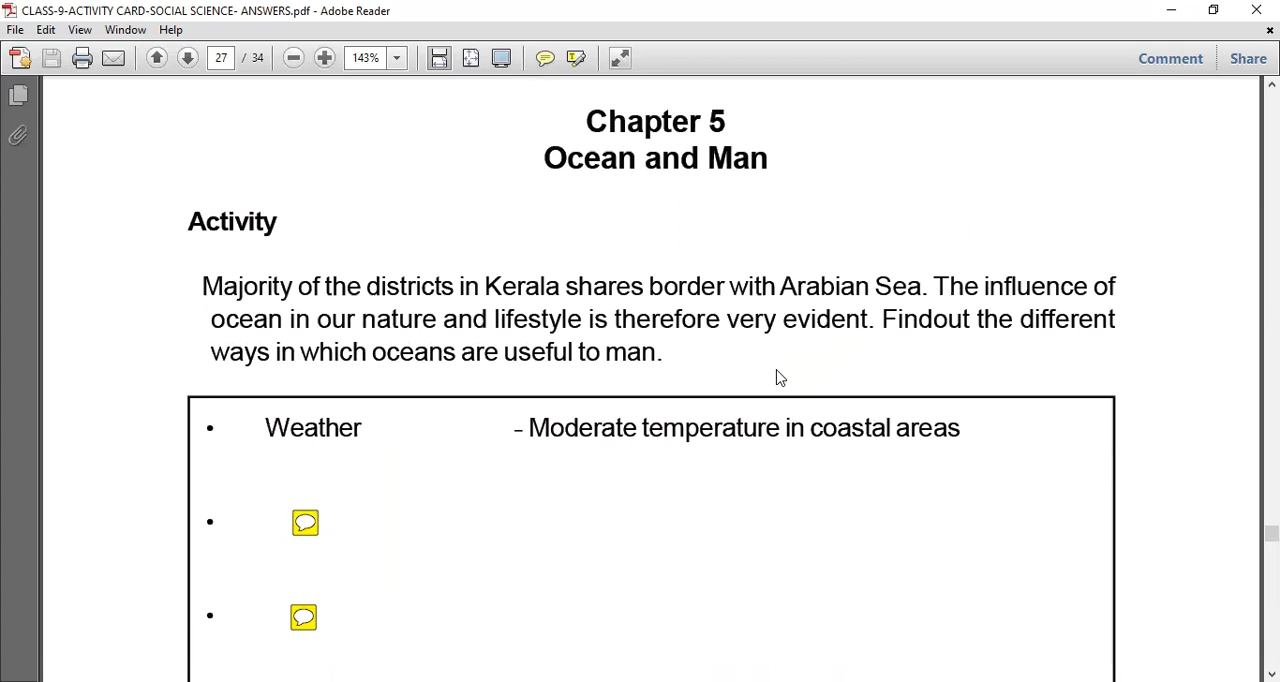 CLASS-9-ACTIVITY CARD-SOCIAL SCIENCE- ANSWERS.pdf - Adobe Reader
File Edit View Window Help
27 / 34 143% Comment Share
Chapter 5
Ocean and Man
Activity
Majority of the districts in Kerala shares border with Arabian Sea. The influence of
ocean in our nature and lifestyle is therefore very evident. Findout the different
ways in which oceans are useful to man.
• Weather - Moderate temperature in coastal areas
•
•